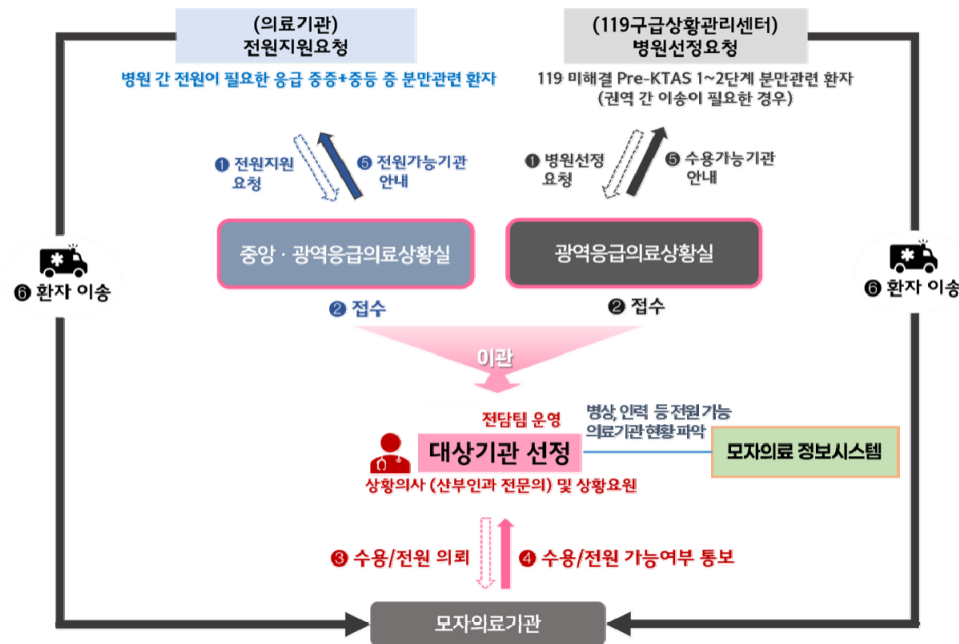 (의료기관)
전원지원요청
(119구급상황관리센터)
병원선정요청
병원 간 전원이 필요한 응급 중증+중등 중 분만관련 환자
119 미해결 Pre-KTAS 1~2단계 분만관련 환자
(권역 간 이송이 필요한 경우)
❶ 전원지원
요청
❺ 전원가능기관
안내
❶ 병원선정
요청
❺ 수용가능기관
안내
중앙 · 광역응급의료상황실
광역응급의료상황실
❻ 환자 이송
❻ 환자 이송
❷ 접수
❷ 접수
이관
전담팀 운영
대상기관 선정
상황의사 (산부인과 전문의) 및 상황요원
병상, 인력 등 전원 가능
의료기관 현황 파악
모자의료 정보시스템
❸ 수용/전원 의뢰
❹ 수용/전원 가능여부 통보
모자의료기관